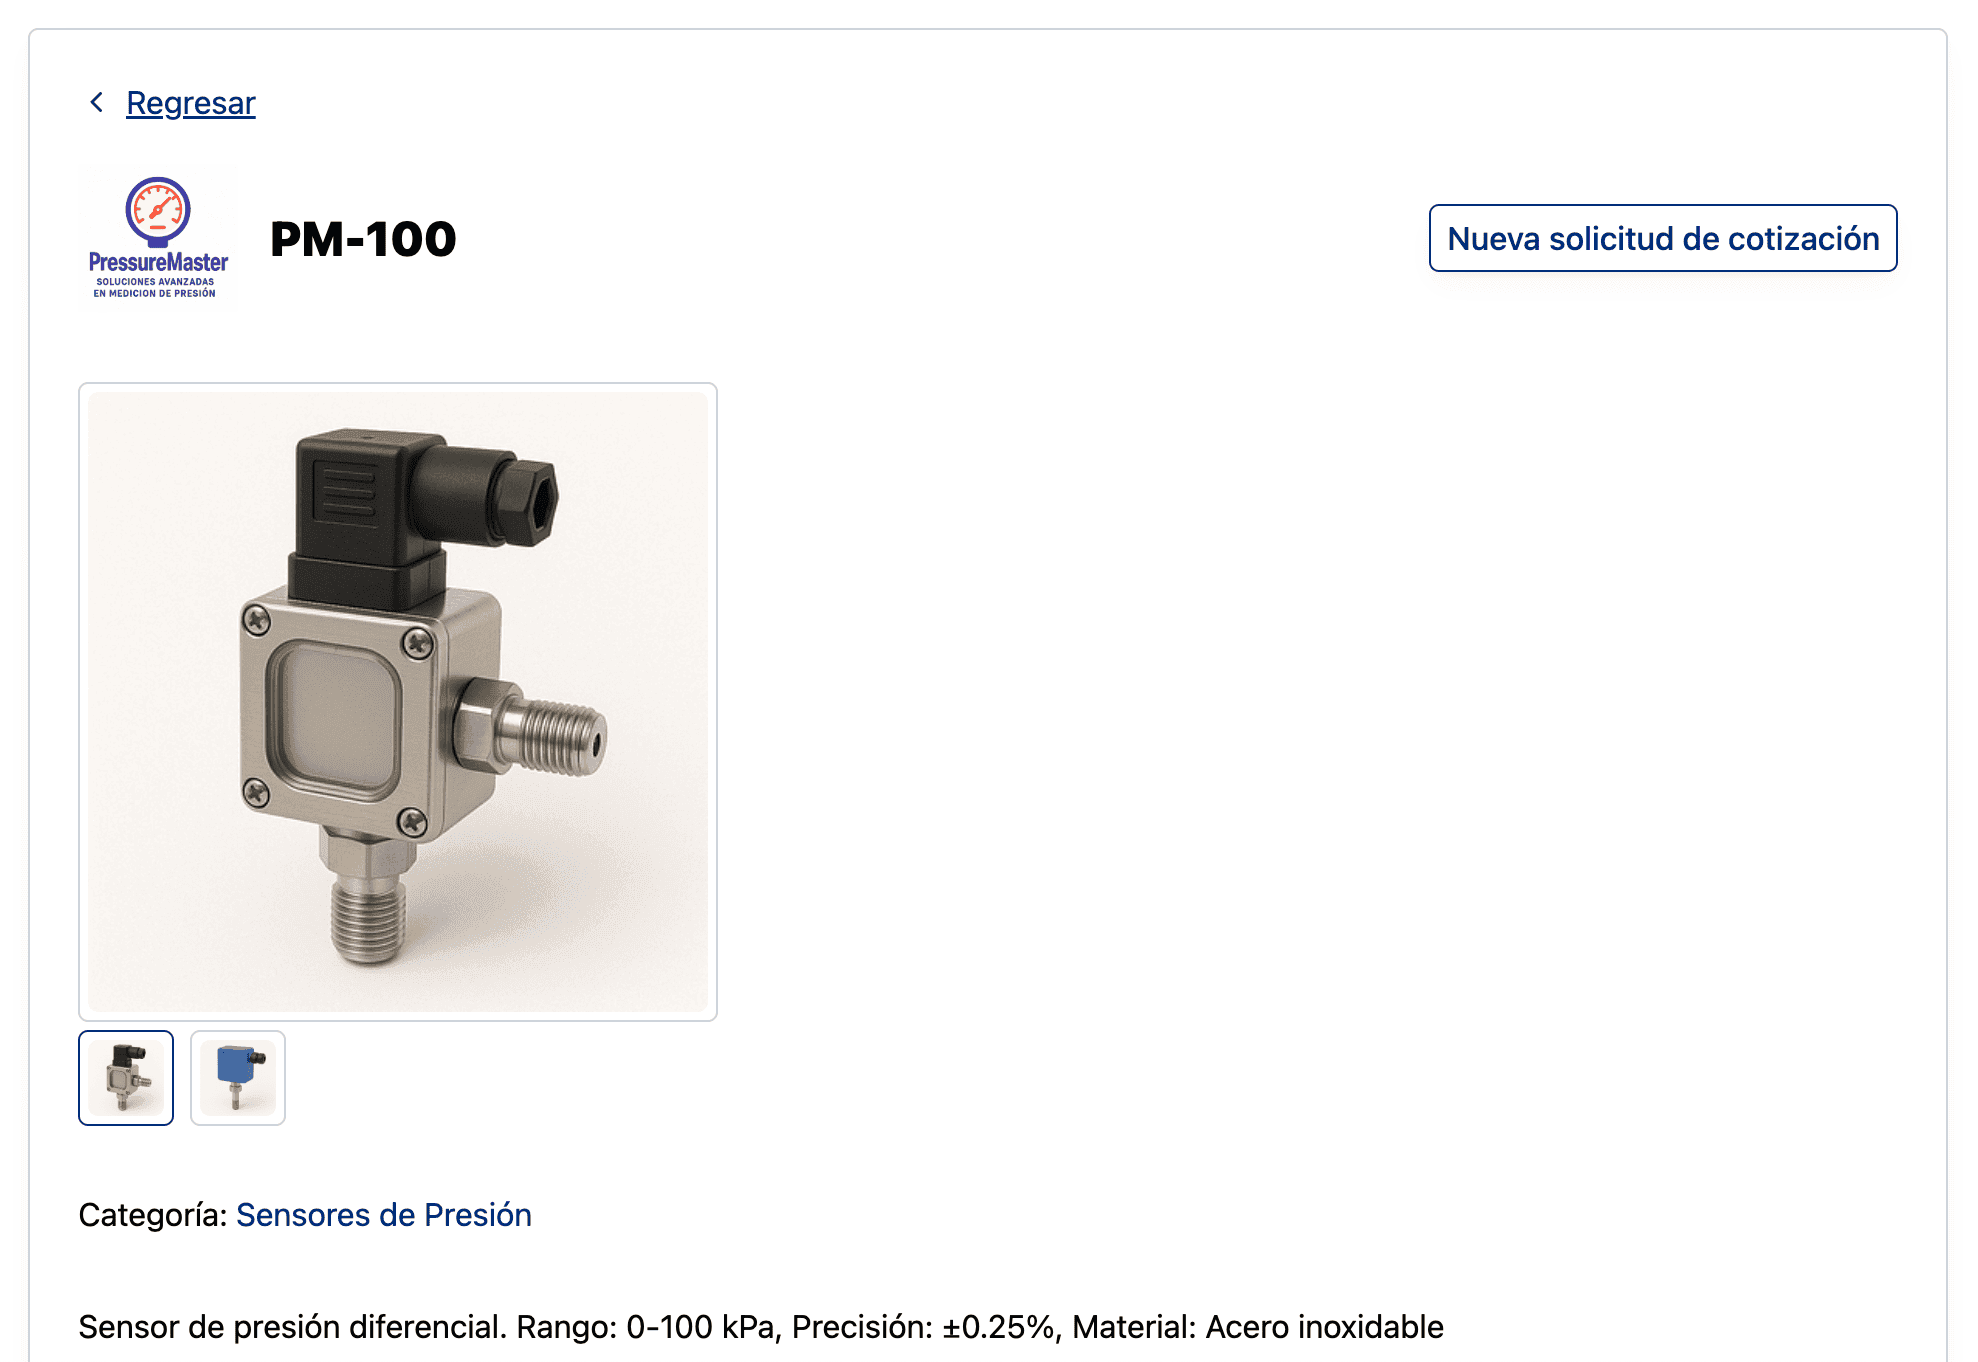 Regresar
PressureMaster
SOLUCIONES AVANZADAS
EN MEDICION DE PRESIÓN
PM-100
Nueva solicitud de cotización
Categoría: Sensores de Presión
Sensor de presión diferencial. Rango: 0-100 kPa, Precisión: ±0.25%, Material: Acero inoxidable